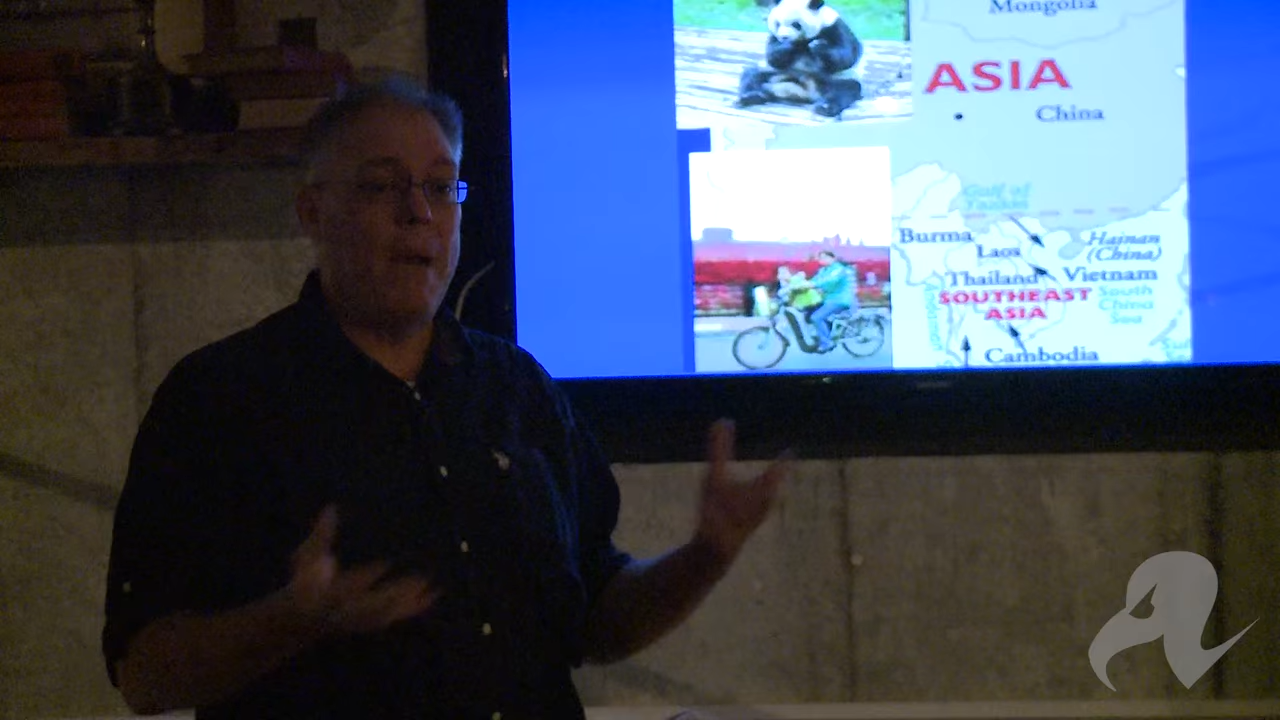 Mongolia
ASIA
China
Gulf of
Tonkin
Burma
Laos
Hainan
(China)
Thailand
Vietnam
SOUTHEAST
ASIA
South
China
Sea
Cambodia